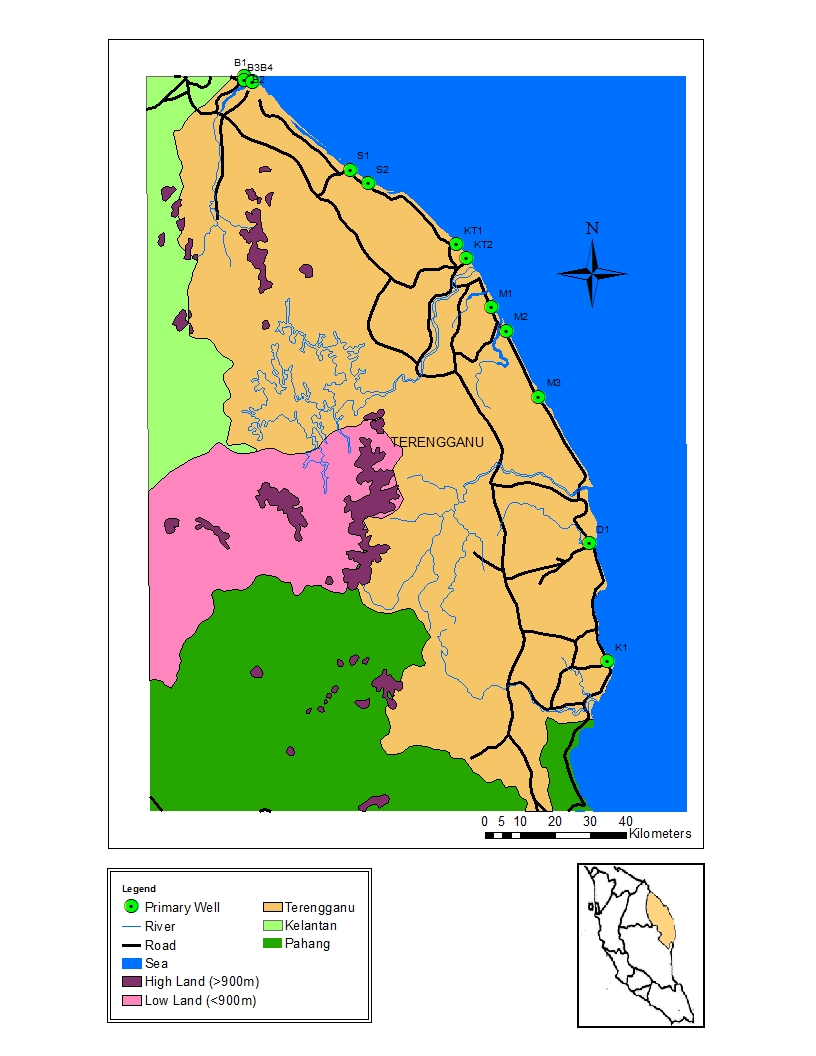 B1
B3B4
B2
S1
S2
KT1
KT2
N
M1
M2
M3
TERENGGANU
D1
K1
0 5 10 20 30 40
Kilometers
Legend
Primary Well
River
Road
Sea
High Land (>900m)
Low Land (<900m)
Terengganu
Kelantan
Pahang